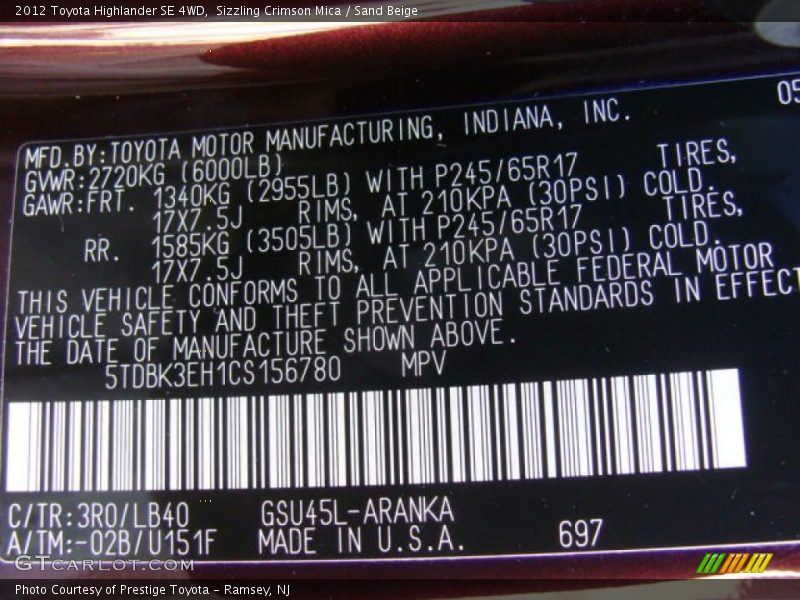 2012 Toyota Highlander SE 4WD,  Sizzling Crimson Mica / Sand Beige
05
MFD.BY:TOYOTA MOTOR MANUFACTURING, INDIANA, INC.
GVWR:2720KG (6000LB)
GAWR:FRT. 1340KG (2955LB) WITH P245/65R17 TIRES,
17X7.5J RIMS, AT 210KPA (30PSI) COLD.
RR. 1585KG (3505LB) WITH P245/65R17 TIRES,
17X7.5J RIMS, AT 210KPA (30PSI) COLD.
THIS VEHICLE CONFORMS TO ALL APPLICABLE FEDERAL MOTOR
VEHICLE SAFETY AND THEFT PREVENTION STANDARDS IN EFFECT
THE DATE OF MANUFACTURE SHOWN ABOVE.
5TDBK3EH1CS156780 MPV
C/TR:3R0/LB40 GSU45L-ARANKA
A/TM:-02B/U151F MADE IN U.S.A. 697
GTCARLOT.COM
Photo Courtesy of Prestige Toyota - Ramsey, NJ